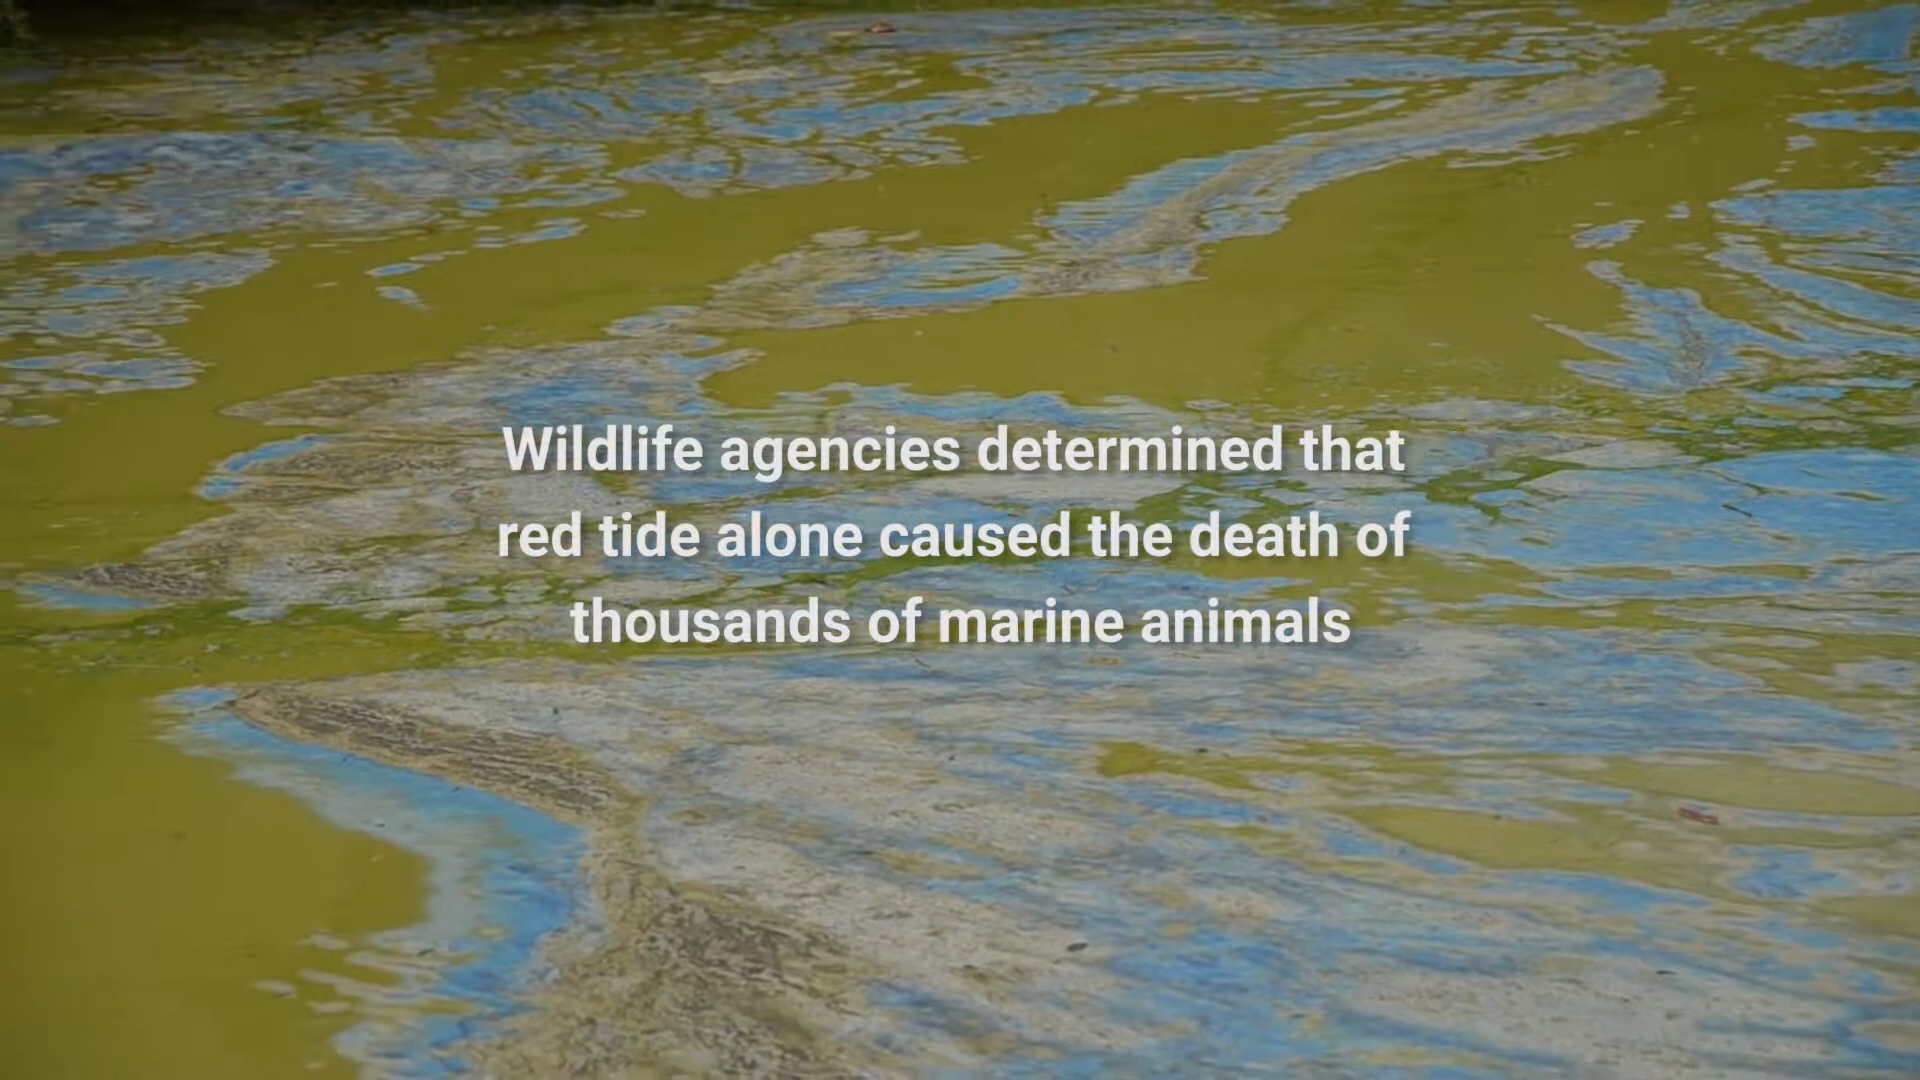 Wildlife agencies determined that
red tide alone caused the death of
thousands of marine animals